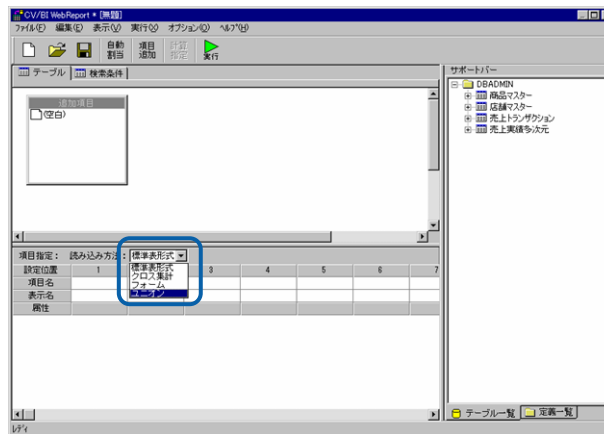 CV/BI WebReport * [無題]
ファイル(F) 編集(E) 表示(V) 実行(X) オプション(O) ヘルプ(H)
自動割当 項目追加 計算指定 実行
テーブル 検索条件
追加項目
(空白)
サポートバー
DBADMIN
商品マスター
店舗マスター
売上トランザクション
売上実績多次元
項目指定: 読み込み方法: 標準表形式
標準表形式
クロス集計
フォーム
ユニオン
設定位置 1 3 4 5 6 7
項目名
表示名
属性
テーブル一覧 定義一覧
レディ